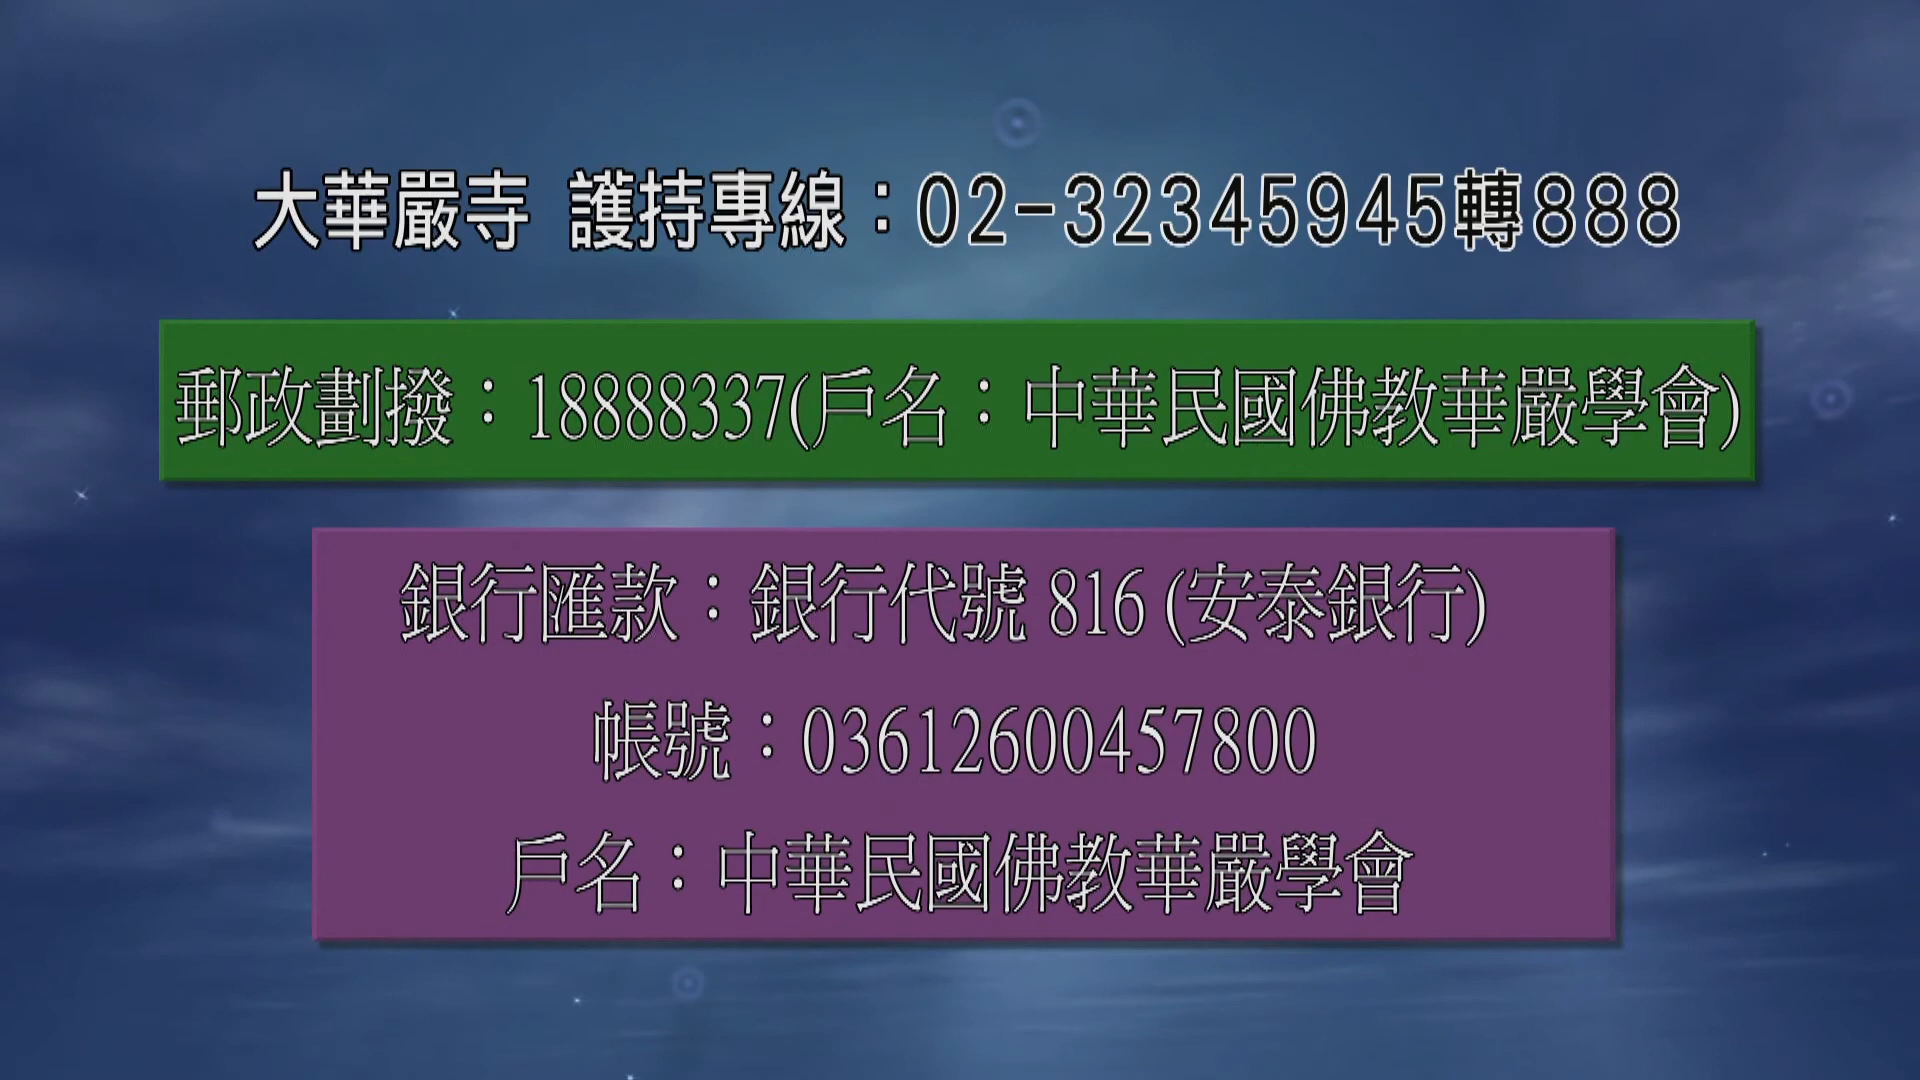 大華嚴寺 護持專線：02-32345945轉888
郵政劃撥：18888337(戶名：中華民國佛教華嚴學會)
銀行匯款：銀行代號 816 (安泰銀行)
帳號：03612600457800
戶名：中華民國佛教華嚴學會